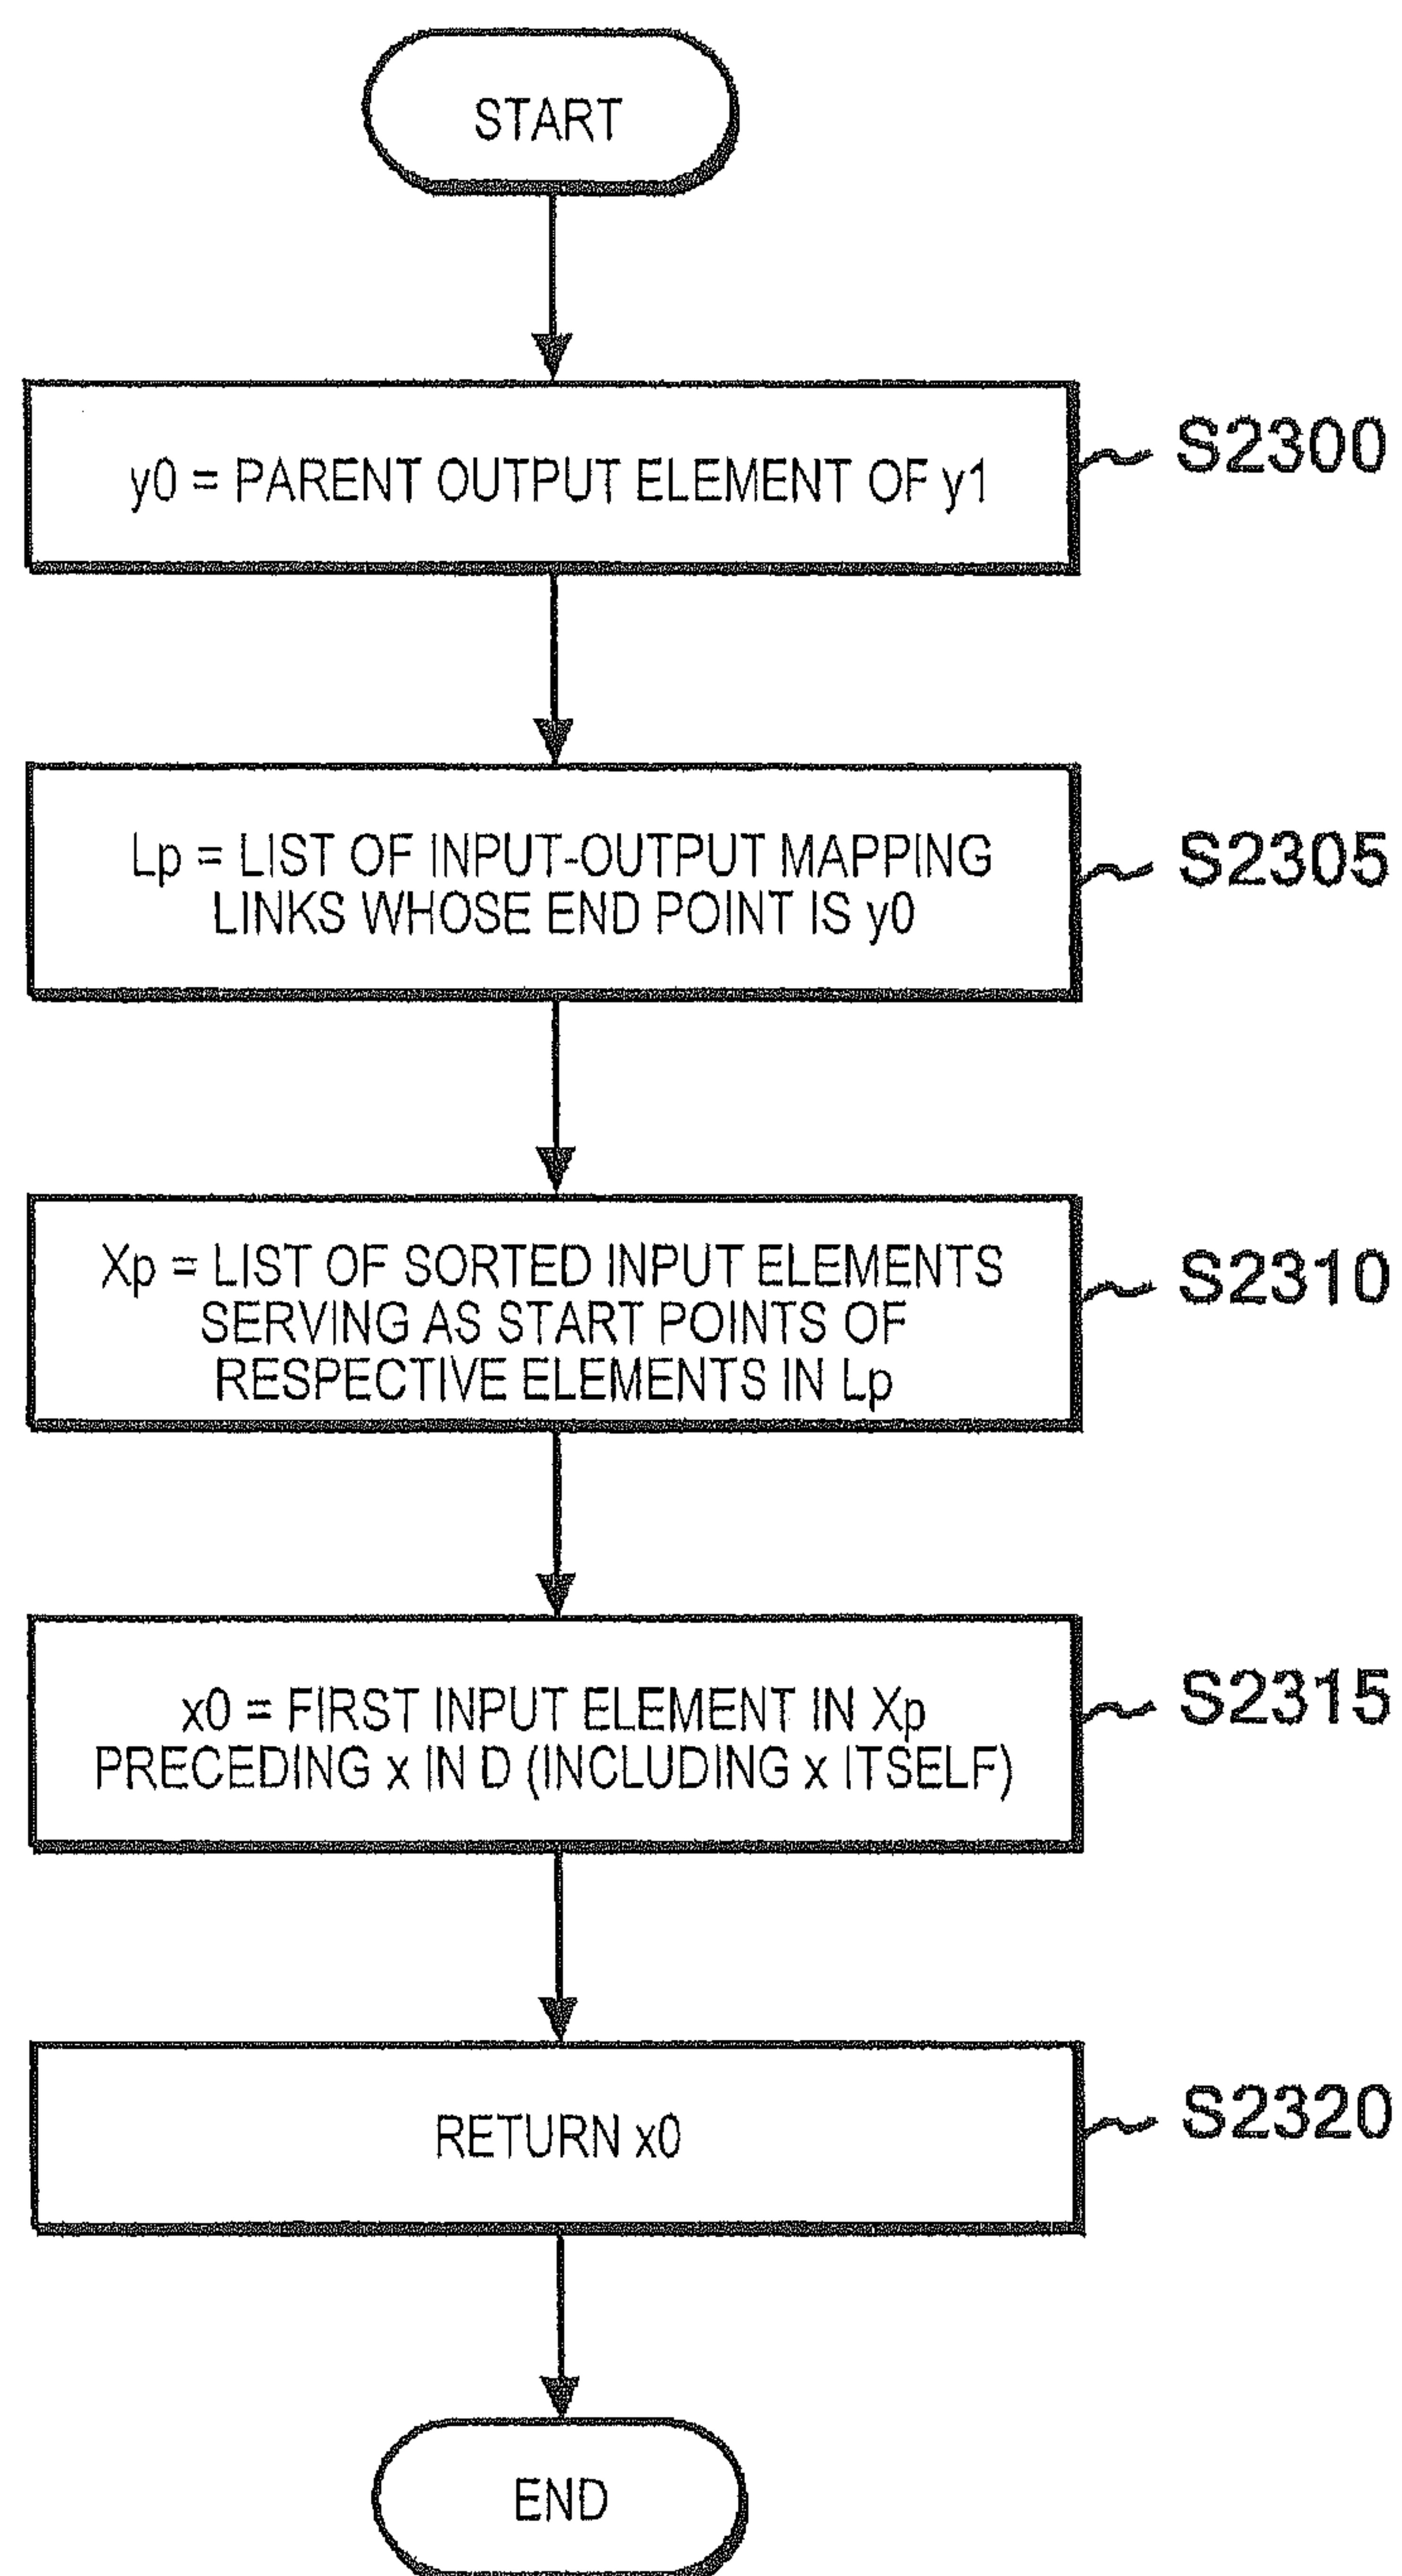 START
y0 = PARENT OUTPUT ELEMENT OF y1
S2300
Lp = LIST OF INPUT-OUTPUT MAPPING
LINKS WHOSE END POINT IS y0
S2305
Xp = LIST OF SORTED INPUT ELEMENTS
SERVING AS START POINTS OF
RESPECTIVE ELEMENTS IN Lp
S2310
x0 = FIRST INPUT ELEMENT IN Xp
PRECEDING x IN D (INCLUDING x ITSELF)
S2315
RETURN x0
S2320
END